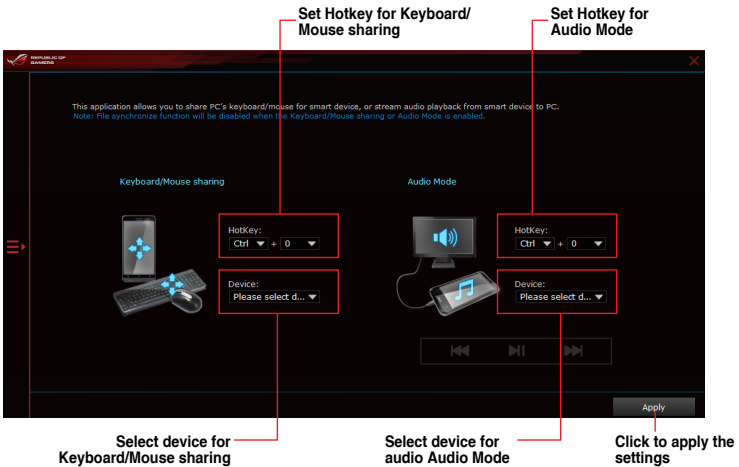 Set Hotkey for Keyboard/
Mouse sharing
Set Hotkey for
Audio Mode
REPUBLIC OF
GAMERS
This application allows you to share PC's keyboard/mouse for smart device, or stream audio playback from smart device to PC.
Note: File synchronize function will be disabled when the Keyboard/Mouse sharing or Audio Mode is enabled.
Keyboard/Mouse sharing
Audio Mode
HotKey:
Ctrl + 0
HotKey:
Ctrl + 0
Device:
Please select d...
Device:
Please select d...
Apply
Select device for
Keyboard/Mouse sharing
Select device for
audio Audio Mode
Click to apply the
settings